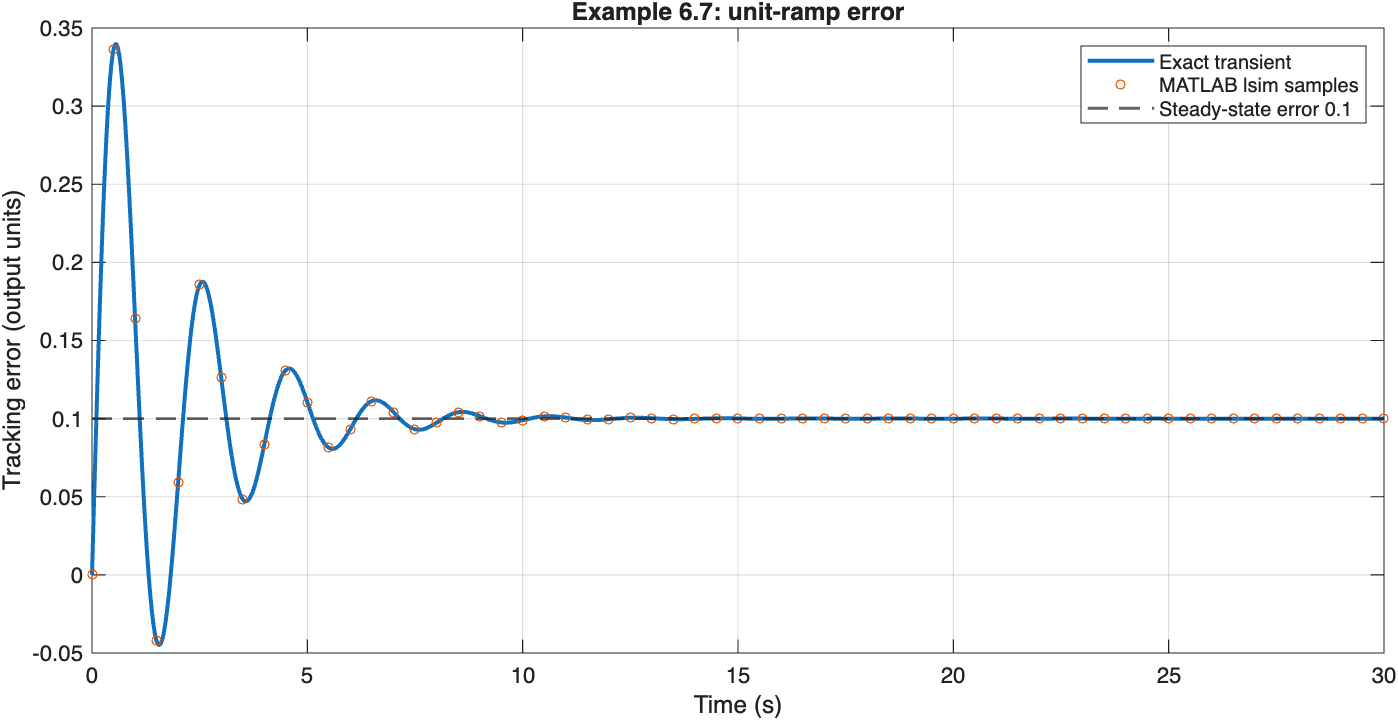 Example 6.7: unit-ramp error
Exact transient
MATLAB lsim samples
Steady-state error 0.1
Tracking error (output units)
0.35
0.3
0.25
0.2
0.15
0.1
0.05
0
-0.05
0 5 10 15 20 25 30
Time (s)